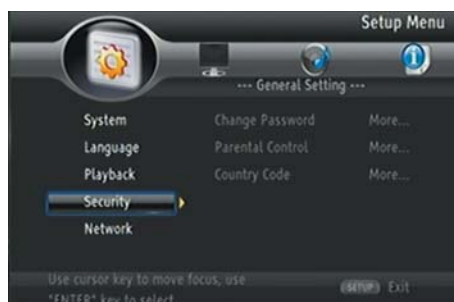 Setup Menu
--- General Setting ---
System
Change Password More...
Language
Parental Control More...
Playback
Country Code More...
Security
Network
Use cursor key to move focus, use
"ENTER" key to select
SETUP Exit